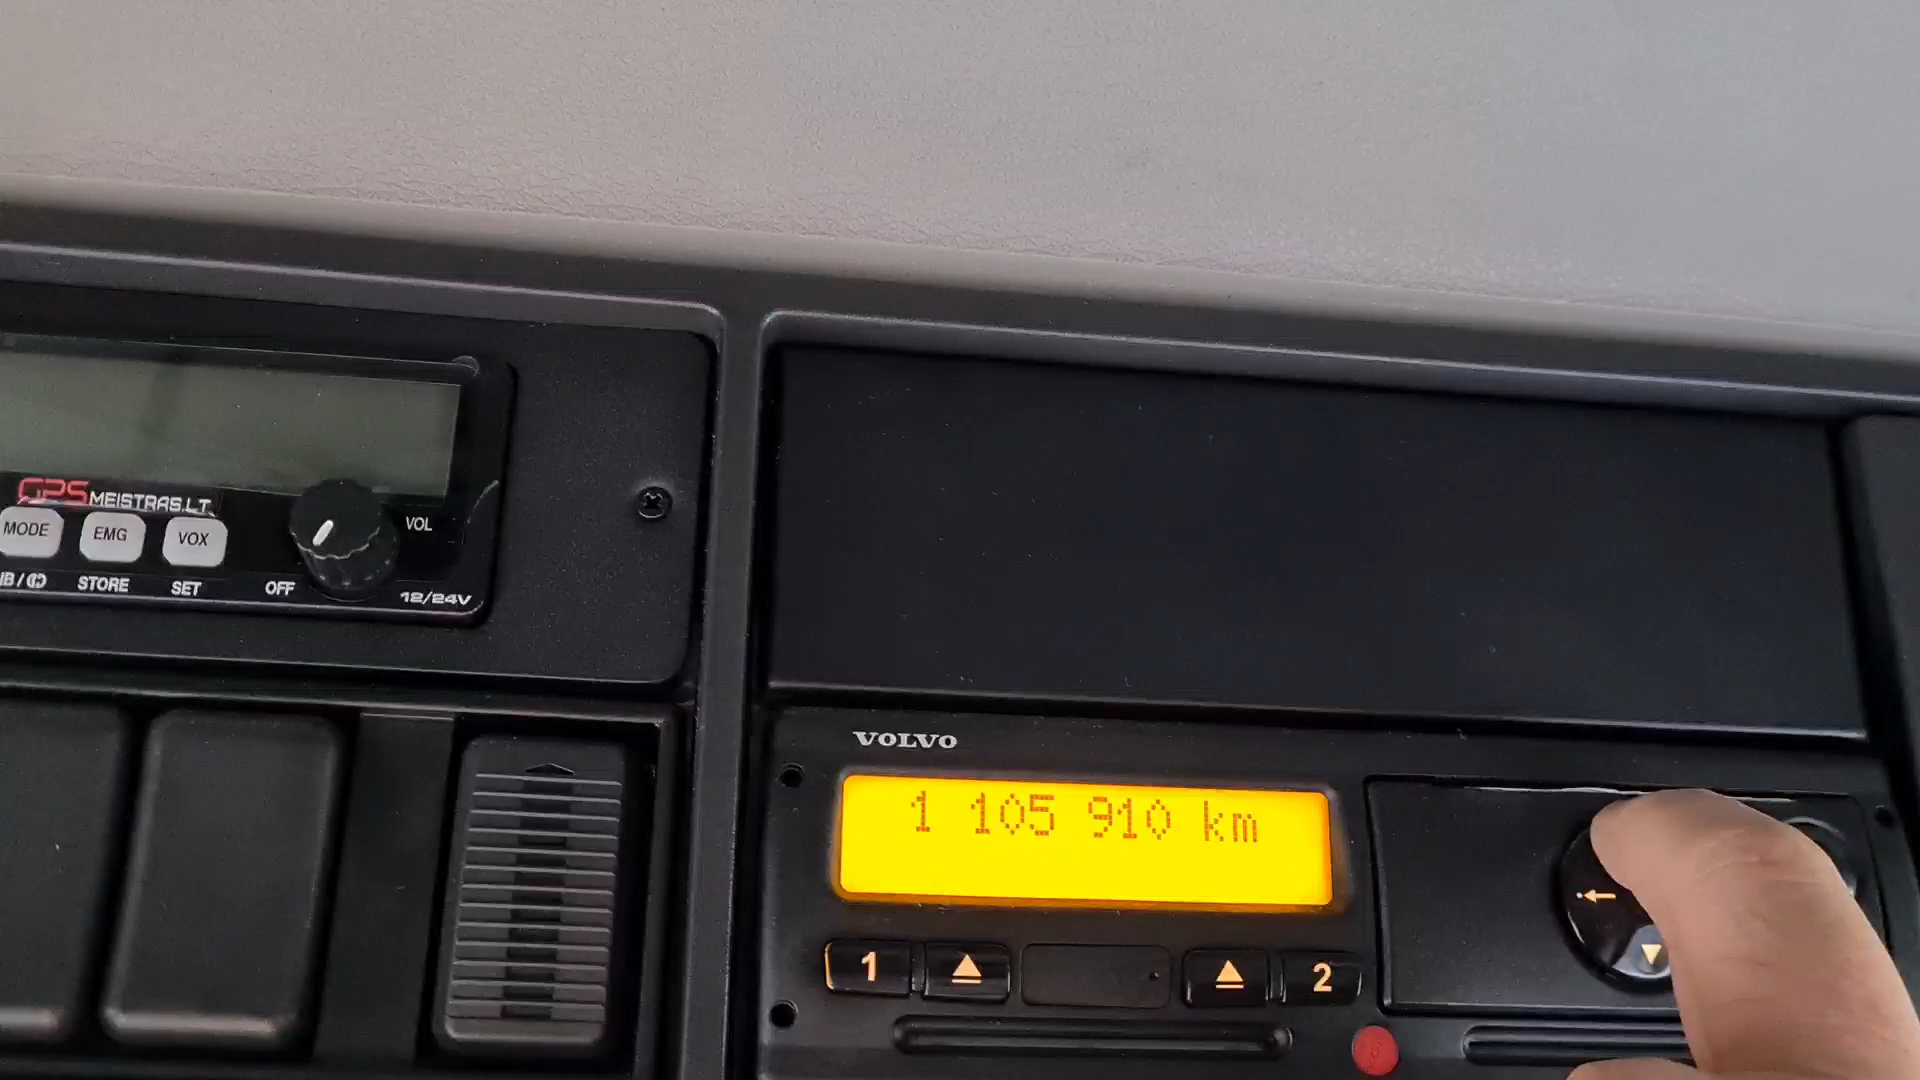 GPSMEISTRAS.LT
MODE EMG VOX
VOL
STORE SET OFF
12/24V
VOLVO
1 105 910 km
1
2